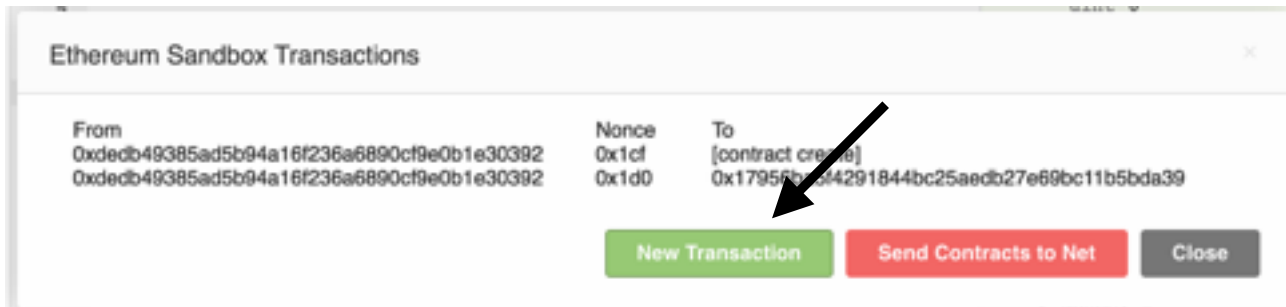 Ethereum Sandbox Transactions
From Nonce To
0xdedb49385ad5b94a16f236a6890cf9e0b1e30392 0x1cf [contract create]
0xdedb49385ad5b94a16f236a6890cf9e0b1e30392 0x1d0
New Transaction Send Contracts to Net Close